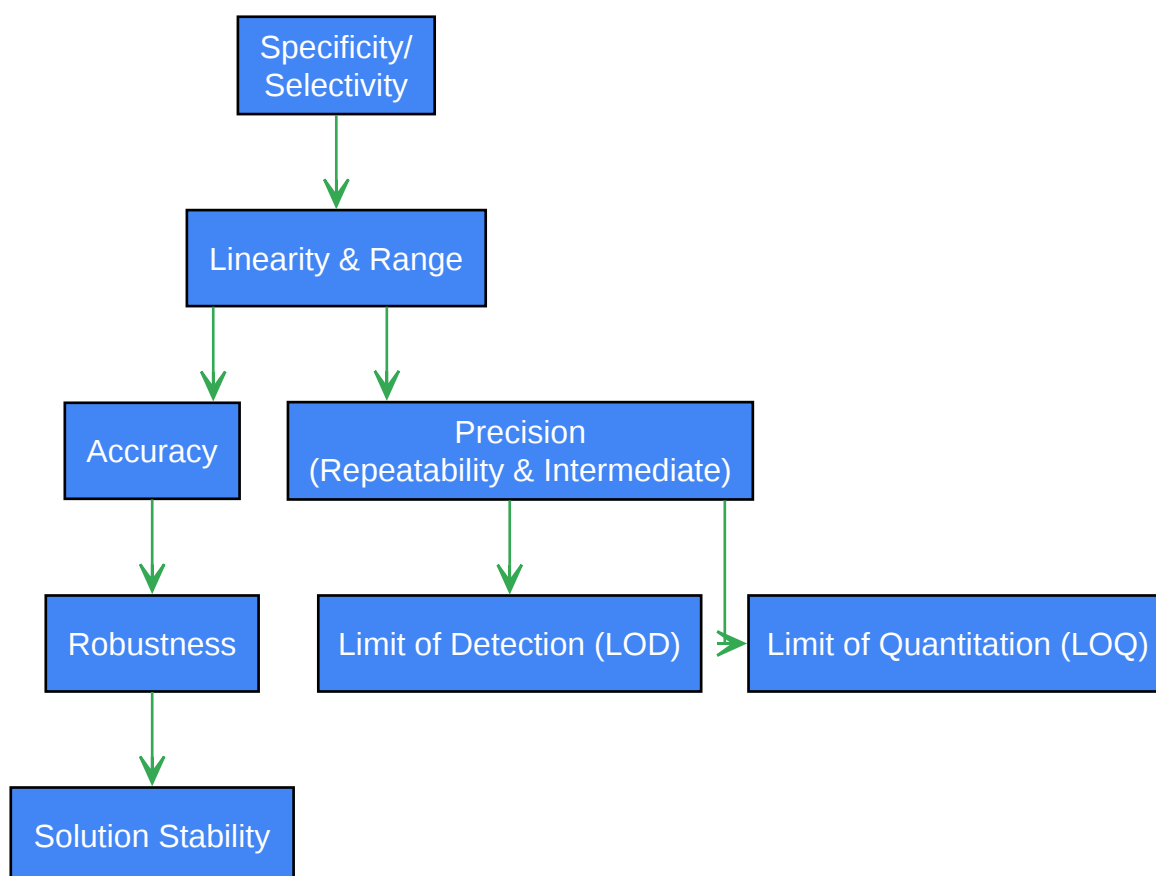 Specificity/
Selectivity
Linearity & Range
Accuracy
Precision
(Repeatability & Intermediate)
Robustness
Limit of Detection (LOD)
Limit of Quantitation (LOQ)
Solution Stability